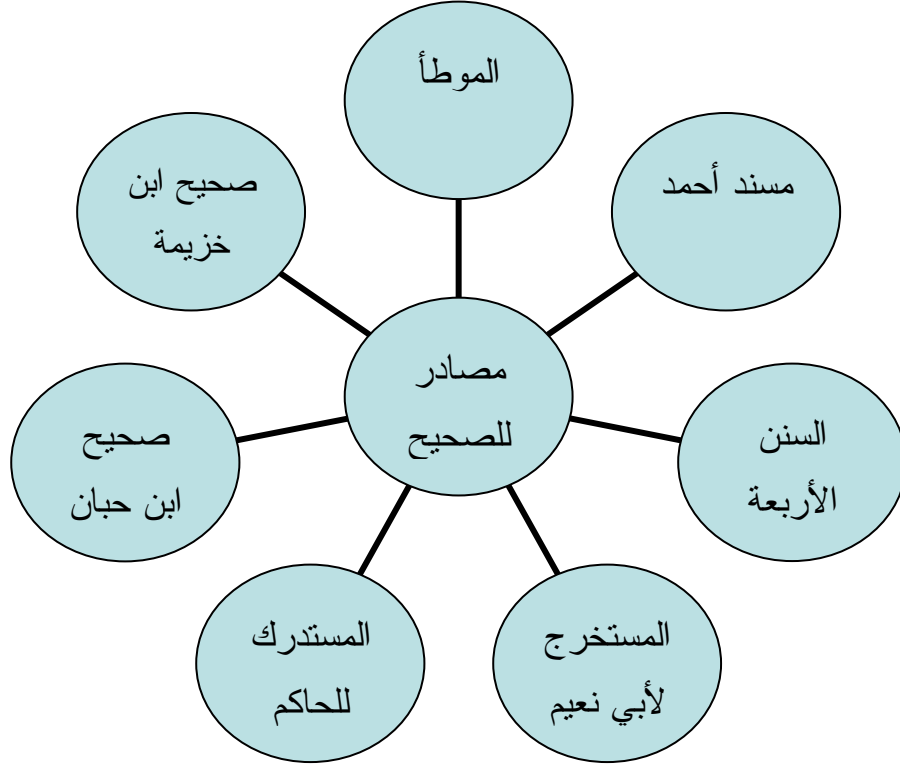 الموطأ
مسند أحمد
صحيح ابن
خزيمة
مصادر
للصحيح
السنن
الأربعة
صحيح
ابن حبان
المستخرج
لأبي نعيم
المستدرك
للحاكم